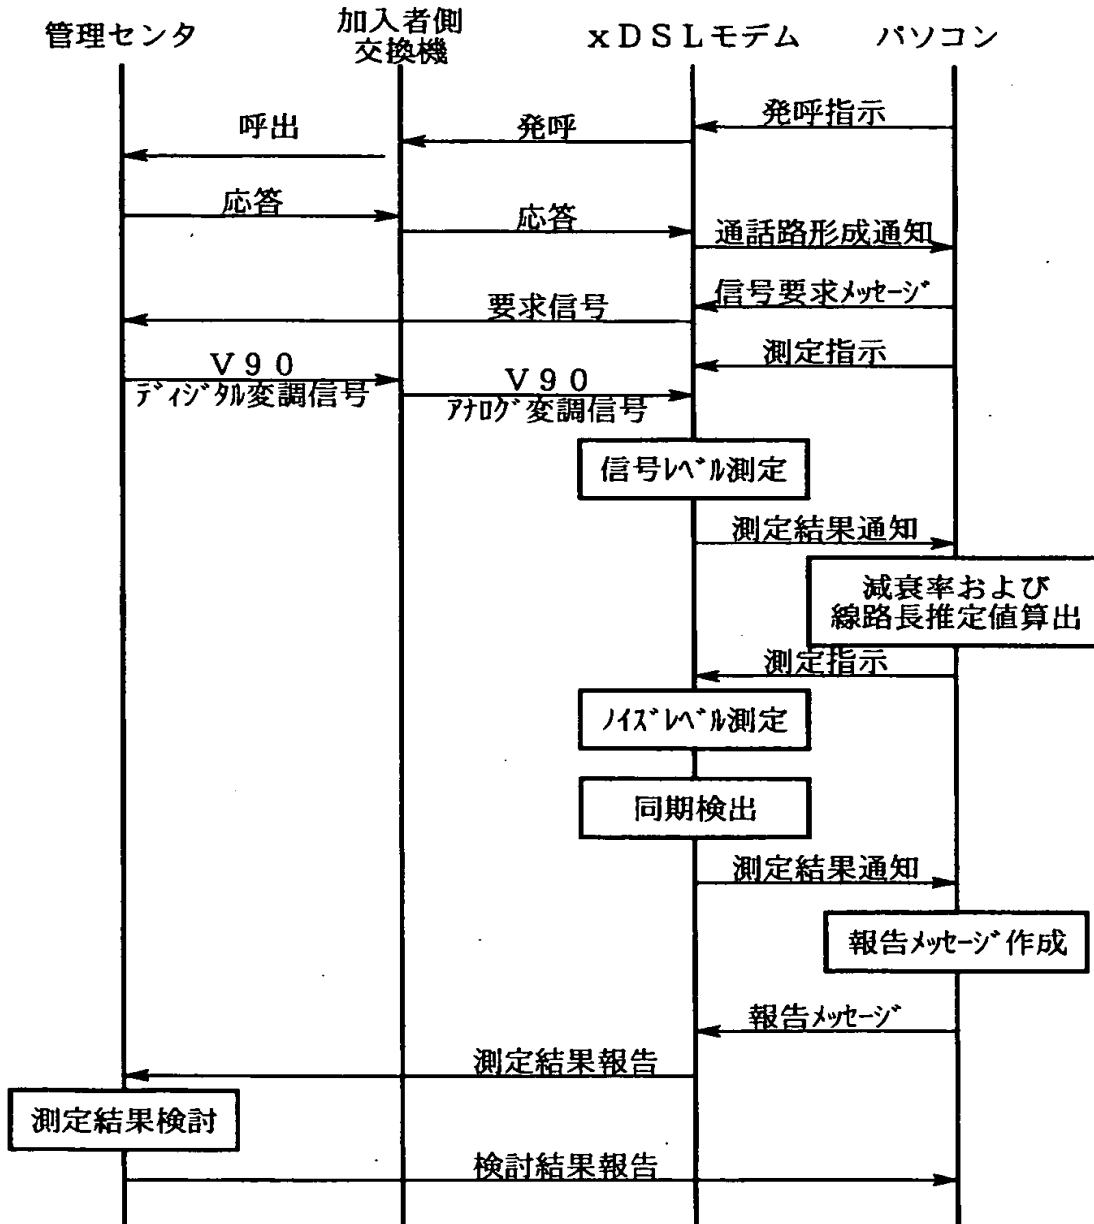 管理センタ
加入者側
交換機
xDSLモデム
パソコン
発呼指示
発呼
呼出
応答
応答
通話路形成通知
信号要求メッセージ
要求信号
測定指示
V90
ディジタル変調信号
V90
アナログ変調信号
信号レベル測定
測定結果通知
減衰率および
線路長推定値算出
測定指示
ノイズレベル測定
同期検出
測定結果通知
報告メッセージ作成
報告メッセージ
測定結果報告
測定結果検討
検討結果報告